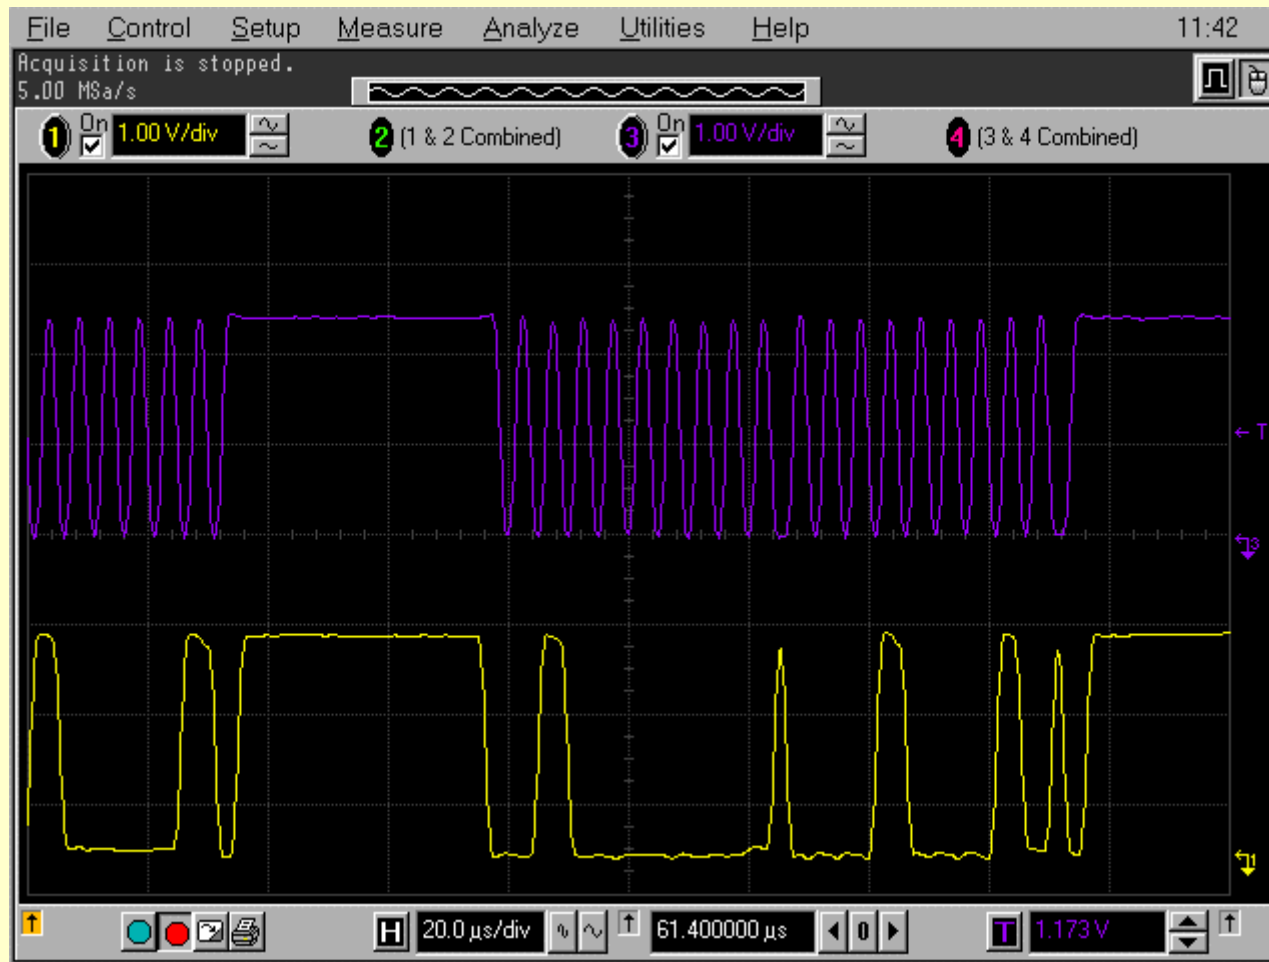 File Control Setup Measure Analyze Utilities Help 11:42
Acquisition is stopped.
5.00 MSa/s
1 On 1.00 V/div 2 (1 & 2 Combined) 3 On 1.00 V/div 4 (3 & 4 Combined)
T
3
1
H 20.0 µs/div 61.400000 µs 0 T 1.173 V